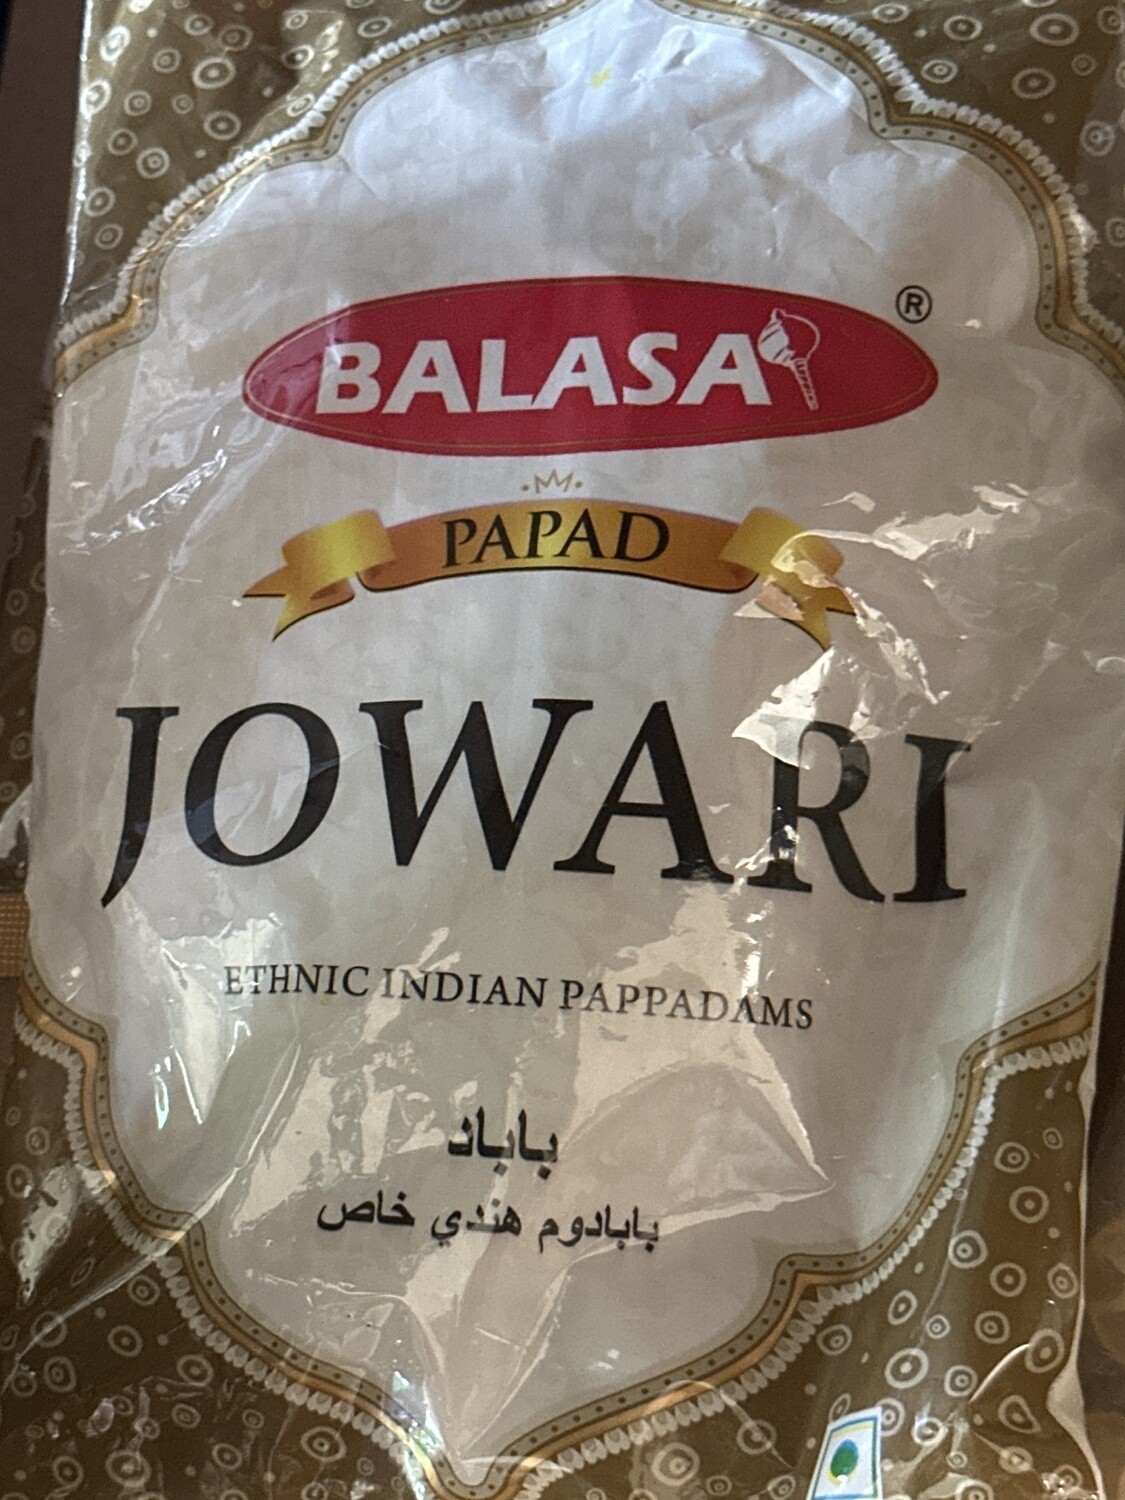 BALASA ®
PAPAD
JOWARI
ETHNIC INDIAN PAPPADAMS
باباد
بابادوم هندي خاص